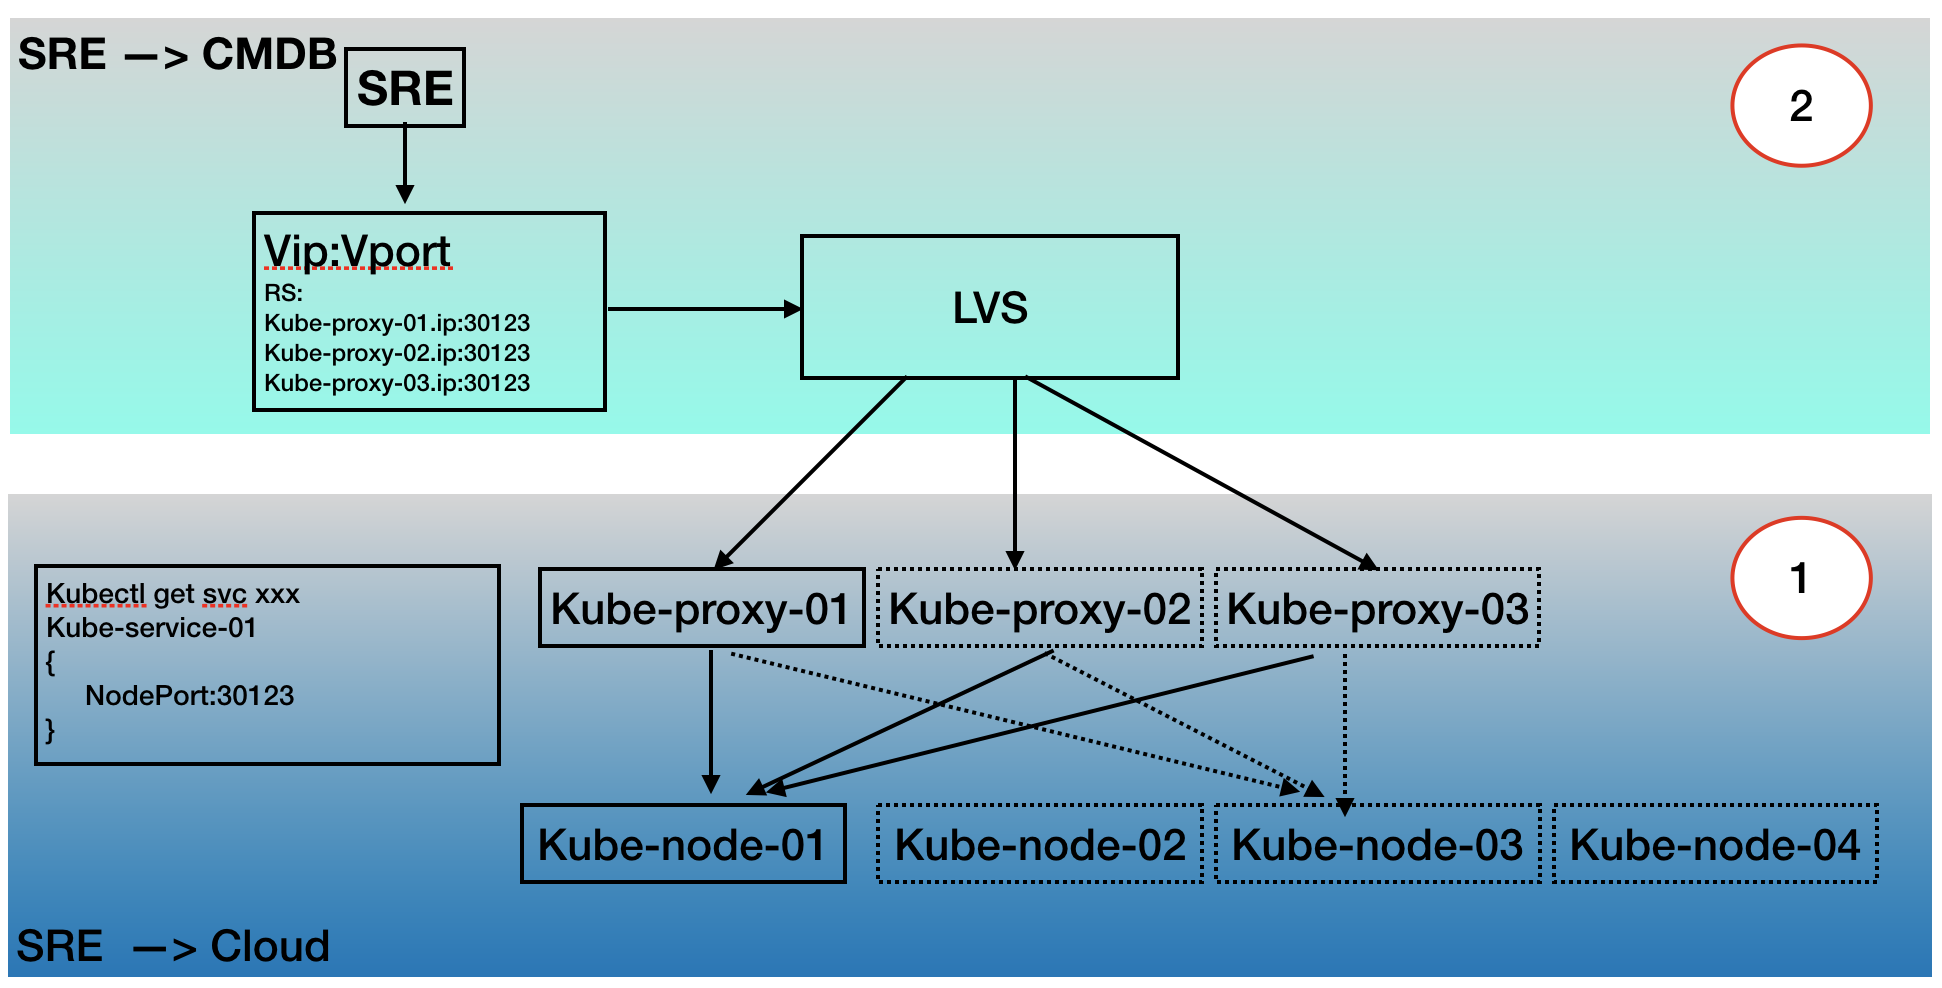 SRE —> CMDB
SRE
2
Vip:Vport
RS:
Kube-proxy-01.ip:30123
Kube-proxy-02.ip:30123
Kube-proxy-03.ip:30123
LVS
1
Kubectl get svc xxx
Kube-service-01
{
NodePort:30123
}
Kube-proxy-01
Kube-proxy-02
Kube-proxy-03
Kube-node-01
Kube-node-02
Kube-node-03
Kube-node-04
SRE —> Cloud